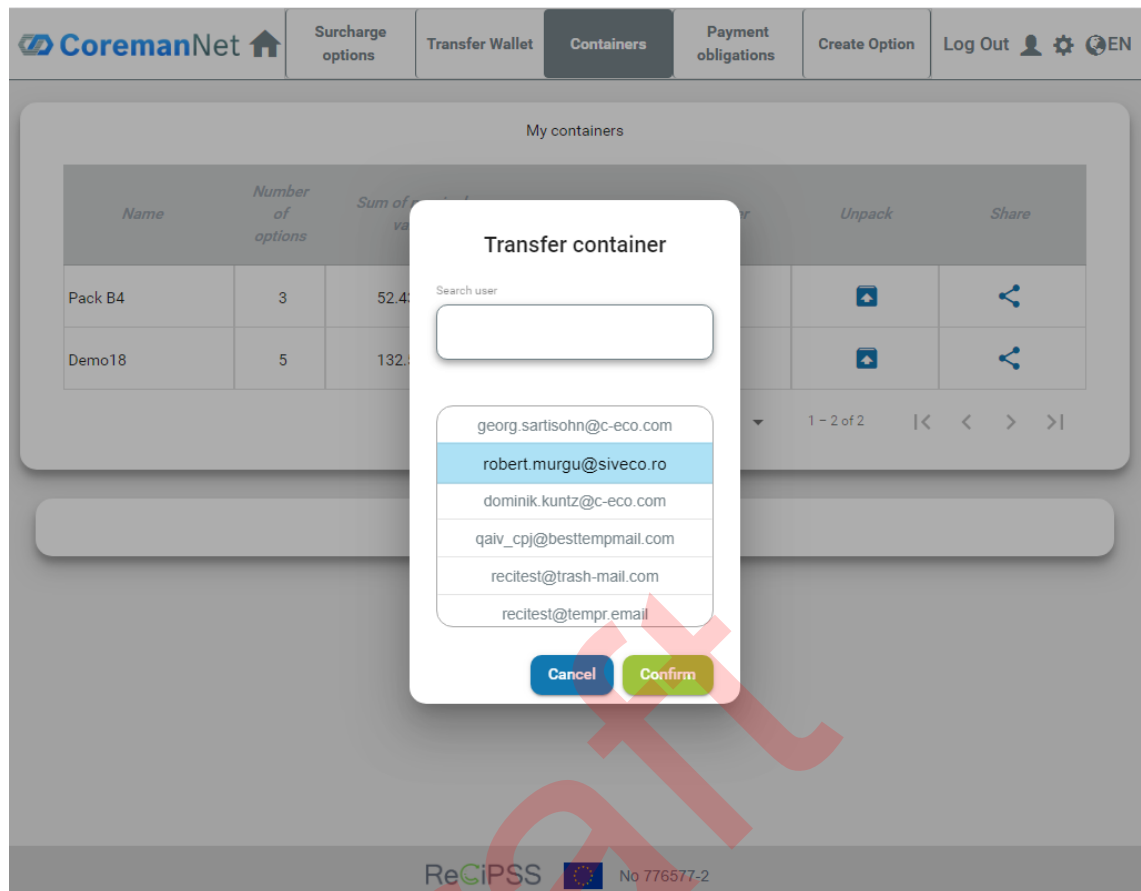 CoremanNet
Surcharge options
Transfer Wallet
Containers
Payment obligations
Create Option
Log Out
EN
My containers
Name
Number of options
Sum of
Unpack
Share
Transfer container
Search user
Pack B4
3
Demo18
5
1 – 2 of 2
georg.sartisohn@c-eco.com
robert.murgu@siveco.ro
dominik.kuntz@c-eco.com
qaiv_cpj@besttempmail.com
recitest@trash-mail.com
recitest@tempr.email
Cancel
Confirm
ReCiPSS
No 776577-2